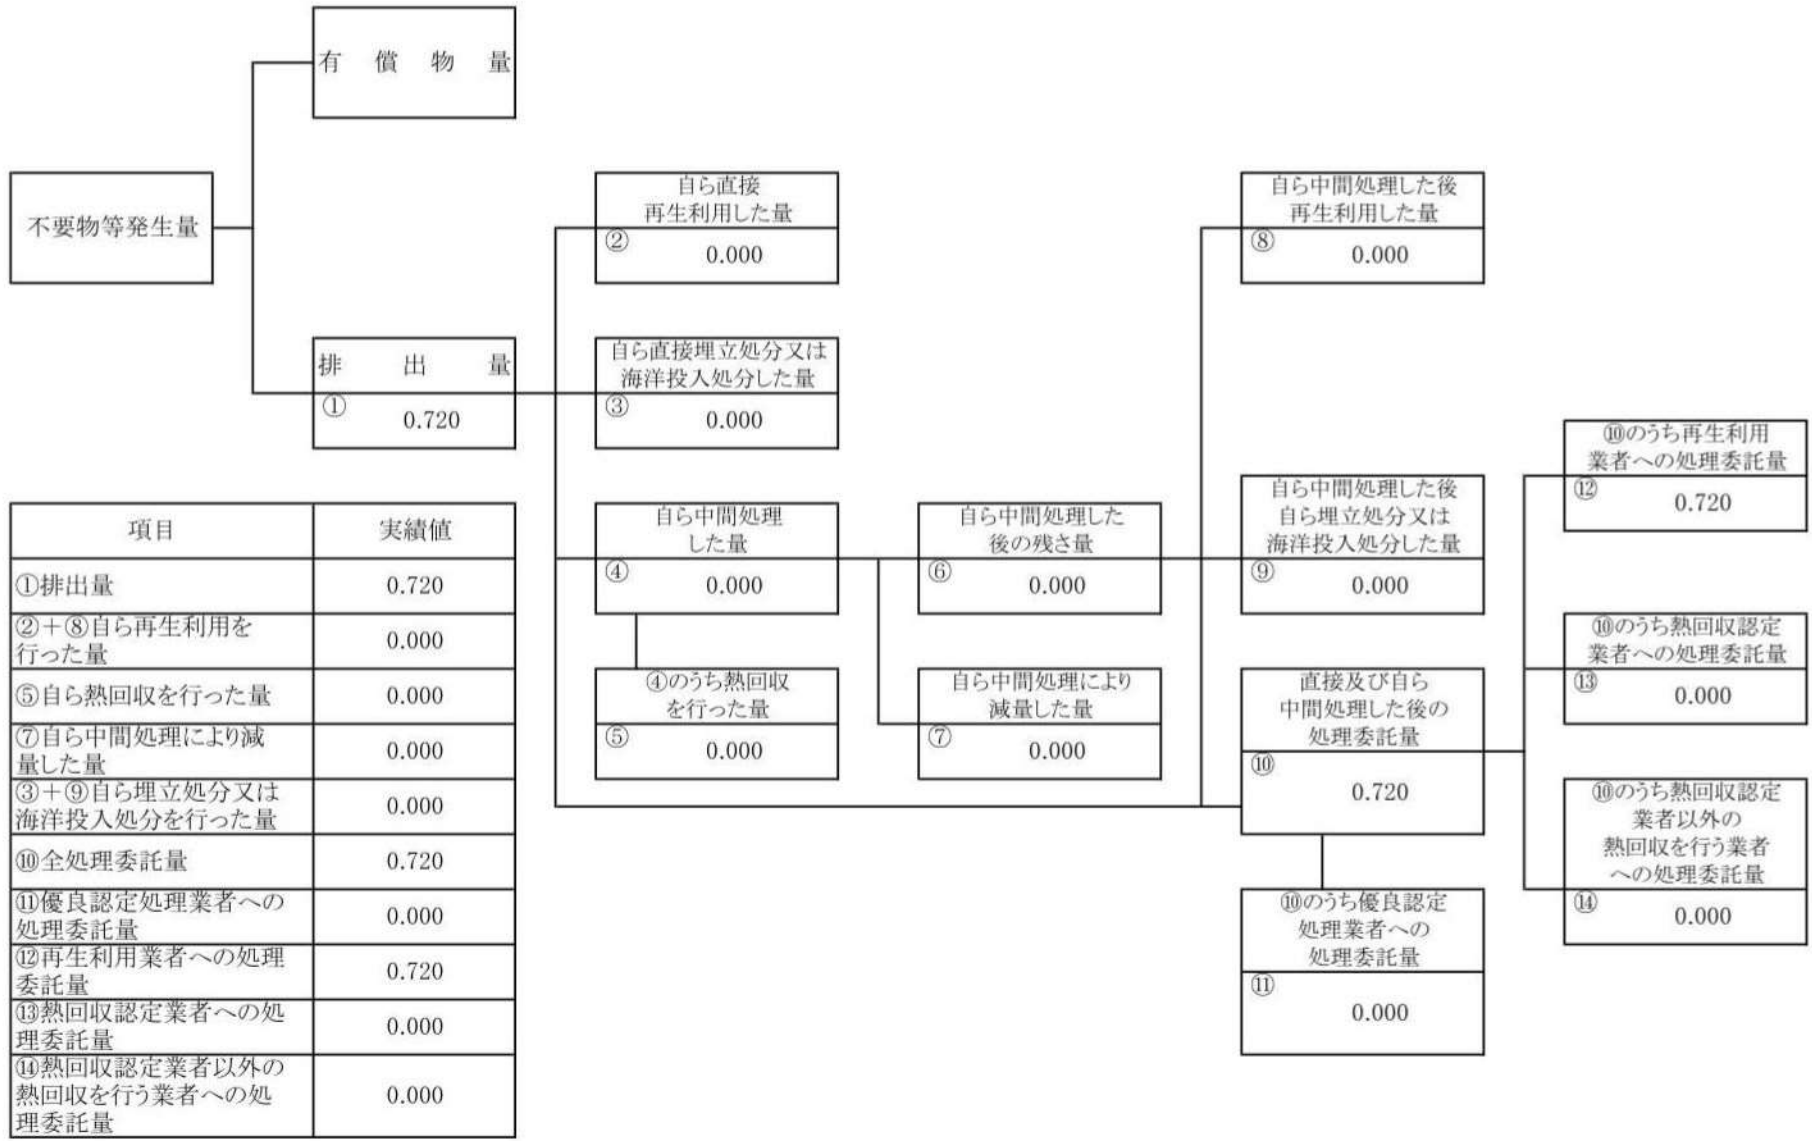 有償物量
不要物等発生量
排出量
①
0.720
自ら直接
再生利用した量
②
0.000
自ら直接埋立処分又は
海洋投入処分した量
③
0.000
自ら中間処理
した量
④
0.000
④のうち熱回収
を行った量
⑤
0.000
自ら中間処理した
後の残さ量
⑥
0.000
自ら中間処理により
減量した量
⑦
0.000
自ら中間処理した後
再生利用した量
⑧
0.000
自ら中間処理した後
自ら埋立処分又は
海洋投入処分した量
⑨
0.000
直接及び自ら
中間処理した後の
処理委託量
⑩
0.720
⑩のうち優良認定
処理業者への
処理委託量
⑪
0.000
⑩のうち再生利用
業者への処理委託量
⑫
0.720
⑩のうち熱回収認定
業者への処理委託量
⑬
0.000
⑩のうち熱回収認定
業者以外の
熱回収を行う業者
への処理委託量
⑭
0.000
項目 実績値
①排出量 0.720
②＋⑧自ら再生利用を
行った量 0.000
⑤自ら熱回収を行った量 0.000
⑦自ら中間処理により減
量した量 0.000
③＋⑨自ら埋立処分又は
海洋投入処分を行った量 0.000
⑩全処理委託量 0.720
⑪優良認定処理業者への
処理委託量 0.000
⑫再生利用業者への処理
委託量 0.720
⑬熱回収認定業者への処
理委託量 0.000
⑭熱回収認定業者以外の
熱回収を行う業者への処
理委託量 0.000